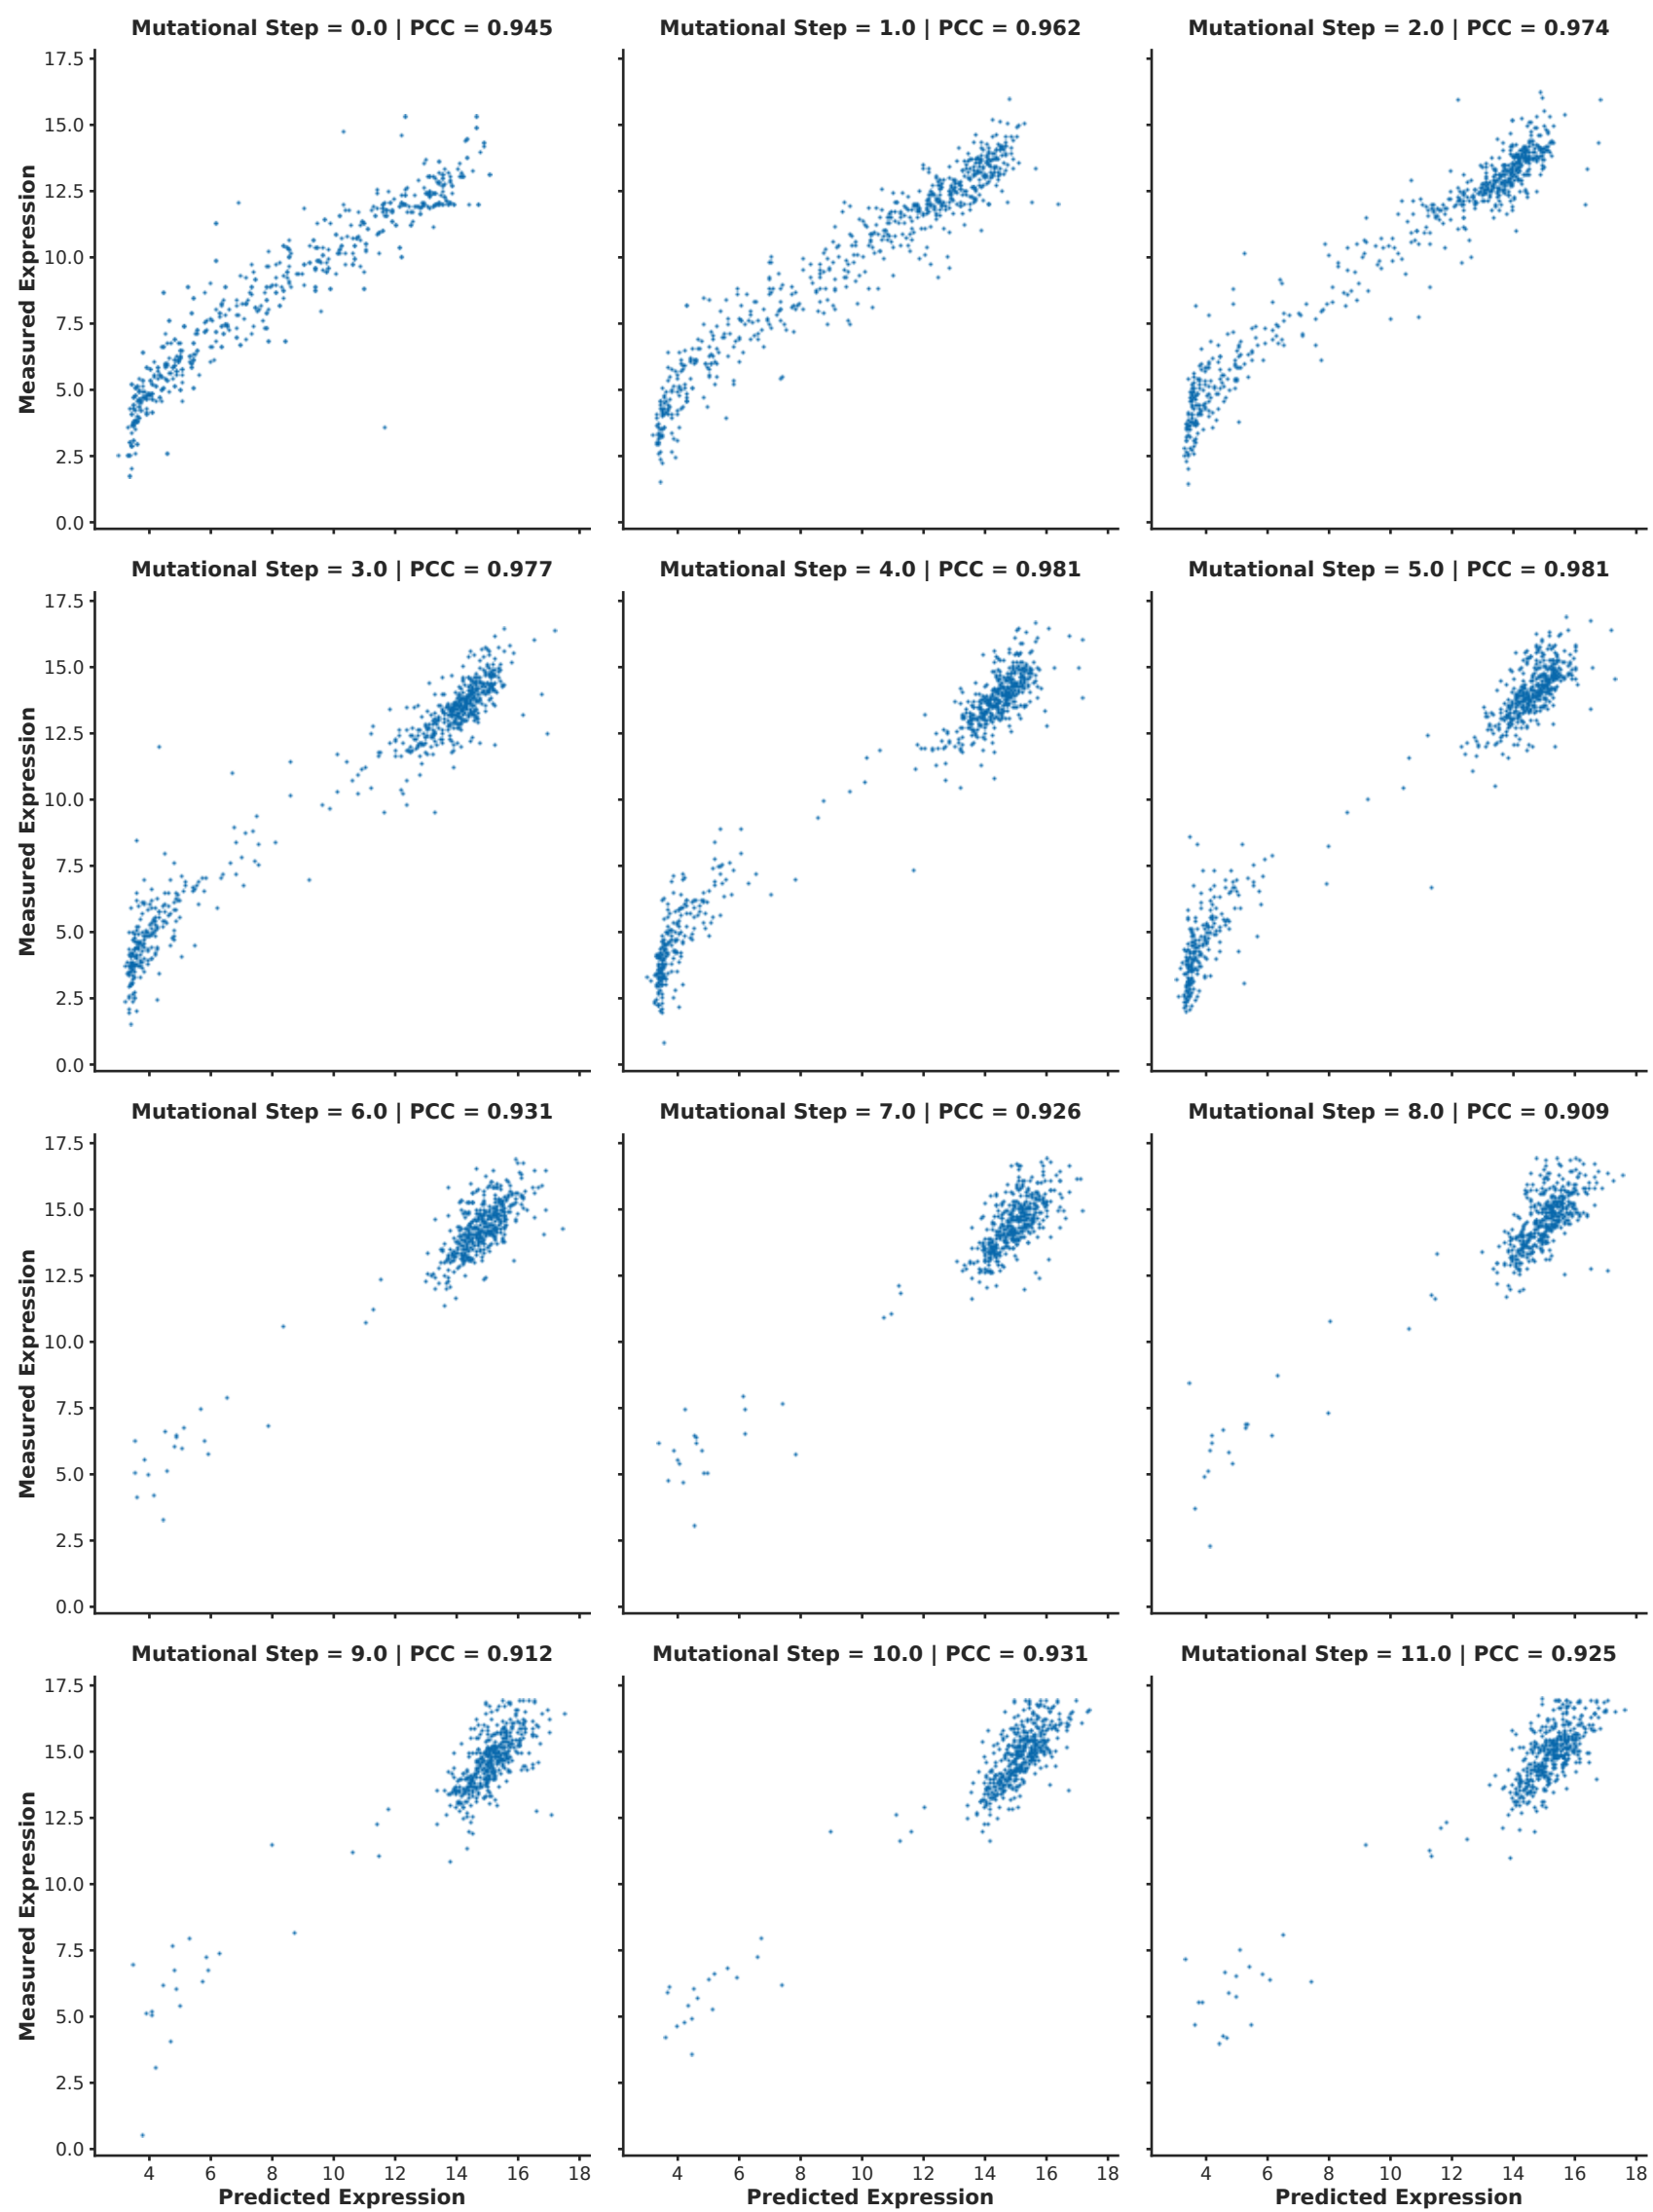 Mutational Step = 0.0 | PCC = 0.945
Mutational Step = 1.0 | PCC = 0.962
Mutational Step = 2.0 | PCC = 0.974
17.5
15.0
12.5
10.0
7.5
5.0
2.5
0.0
Measured Expression
Mutational Step = 3.0 | PCC = 0.977
Mutational Step = 4.0 | PCC = 0.981
Mutational Step = 5.0 | PCC = 0.981
17.5
15.0
12.5
10.0
7.5
5.0
2.5
0.0
Measured Expression
Mutational Step = 6.0 | PCC = 0.931
Mutational Step = 7.0 | PCC = 0.926
Mutational Step = 8.0 | PCC = 0.909
17.5
15.0
12.5
10.0
7.5
5.0
2.5
0.0
Measured Expression
Mutational Step = 9.0 | PCC = 0.912
Mutational Step = 10.0 | PCC = 0.931
Mutational Step = 11.0 | PCC = 0.925
17.5
15.0
12.5
10.0
7.5
5.0
2.5
0.0
Measured Expression
4 6 8 10 12 14 16 18
4 6 8 10 12 14 16 18
4 6 8 10 12 14 16 18
Predicted Expression
Predicted Expression
Predicted Expression